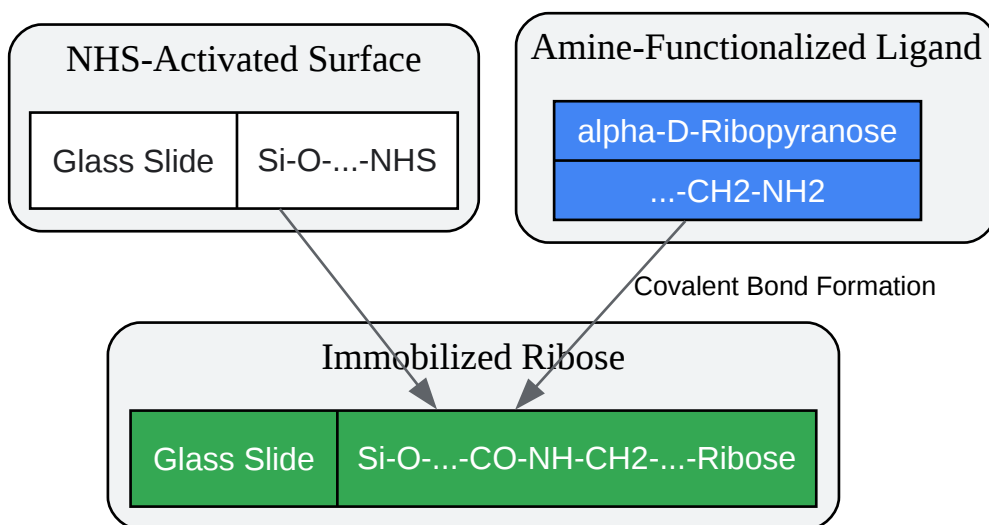 NHS-Activated Surface
Glass Slide
Si-O-...-NHS
Amine-Functionalized Ligand
alpha-D-Ribopyranose
...-CH2-NH2
Covalent Bond Formation
Immobilized Ribose
Glass Slide
Si-O-...-CO-NH-CH2-...-Ribose